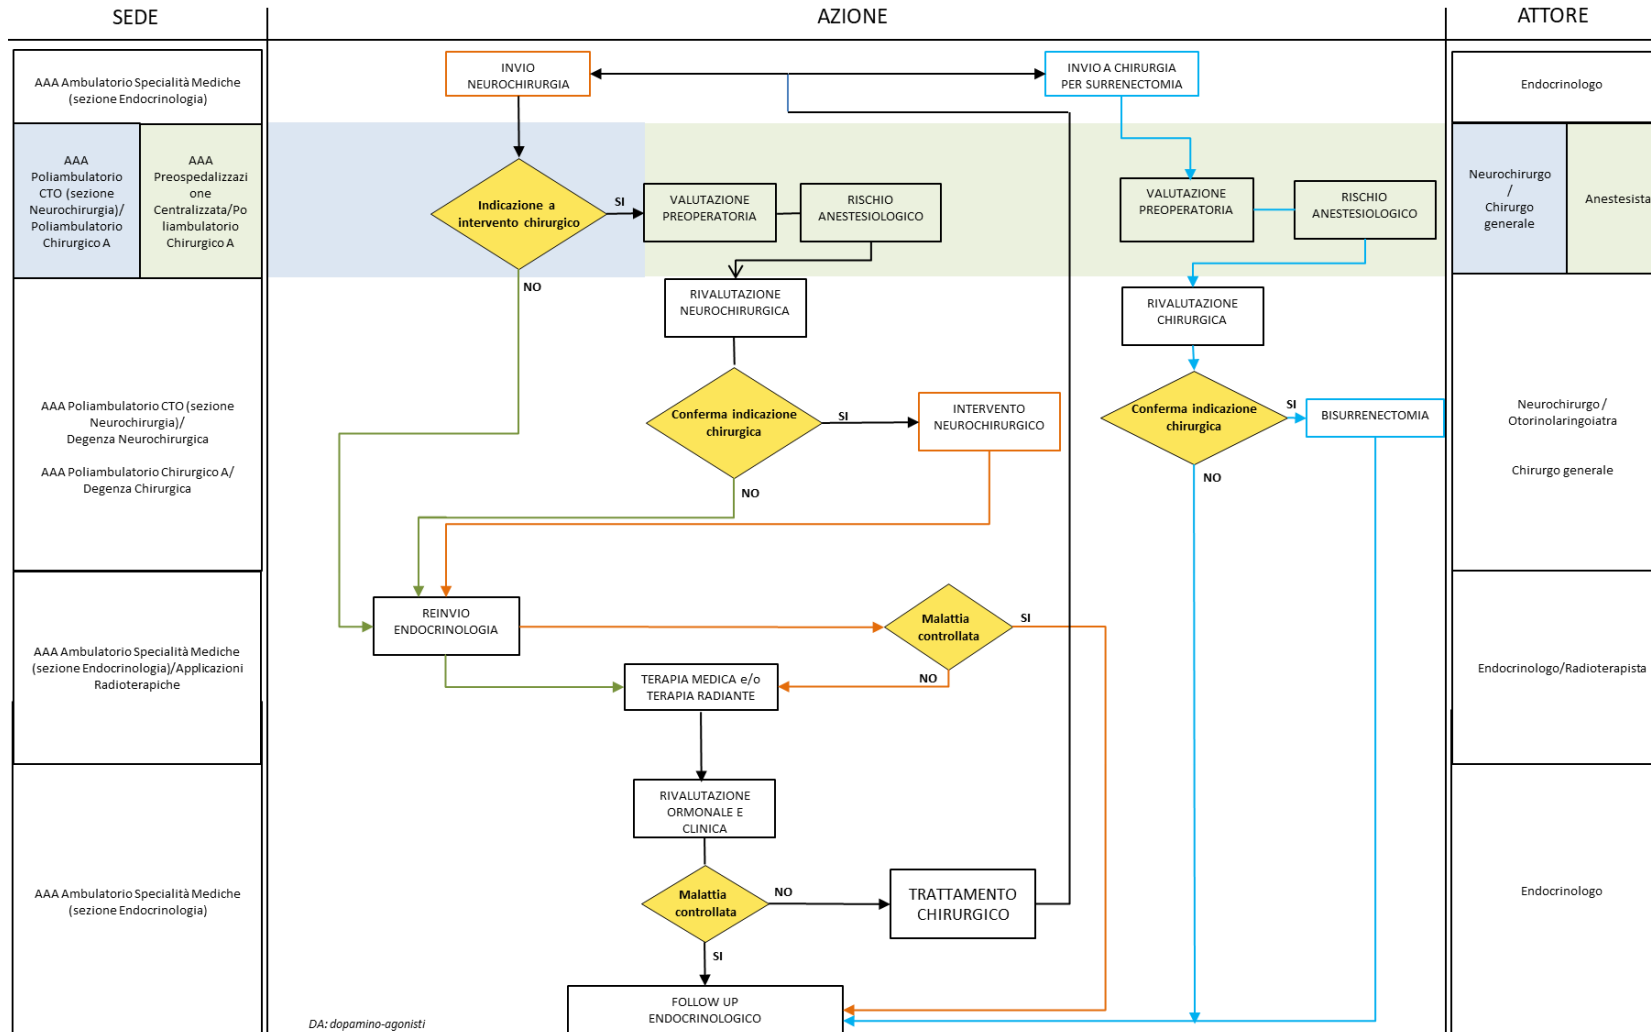 SEDE
AZIONE
ATTORE
AAA Ambulatorio Specialità Mediche
(sezione Endocrinologia)
INVIO
NEUROCHIRURGIA
INVIO A CHIRURGIA
PER SURRENECTOMIA
Endocrinologo
AAA
Poliambulatorio
CTO (sezione
Neurochirurgia)/
Poliambulatorio
Chirurgico A
AAA
Preospedalizzazi
one
Centralizzata/Po
liambulatorio
Chirurgico A
Indicazione a
intervento chirurgico
SI
VALUTAZIONE
PREOPERATORIA
RISCHIO
ANESTESIOLOGICO
VALUTAZIONE
PREOPERATORIA
RISCHIO
ANESTESIOLOGICO
Neurochirurgo
/
Chirurgo
generale
Anestesista
NO
RIVALUTAZIONE
NEUROCHIRURGICA
RIVALUTAZIONE
CHIRURGICA
AAA Poliambulatorio CTO (sezione
Neurochirurgia)/
Degenza Neurochirurgica
AAA Poliambulatorio Chirurgico A/
Degenza Chirurgica
Conferma indicazione
chirurgica
SI
INTERVENTO
NEUROCHIRURGICO
Conferma indicazione
chirurgica
SI
BISURRENECTOMIA
Neurochirurgo /
Otorinolaringoiatra
Chirurgo generale
NO
NO
REINVIO
ENDOCRINOLOGIA
Malattia
controllata
SI
AAA Ambulatorio Specialità Mediche
(sezione Endocrinologia)/Applicazioni
Radioterapiche
TERAPIA MEDICA e/o
TERAPIA RADIANTE
NO
Endocrinologo/Radioterapista
RIVALUTAZIONE
ORMONALE E
CLINICA
AAA Ambulatorio Specialità Mediche
(sezione Endocrinologia)
Malattia
controllata
NO
TRATTAMENTO
CHIRURGICO
Endocrinologo
SI
FOLLOW UP
ENDOCRINOLOGICO
DA: dopamino-agonisti